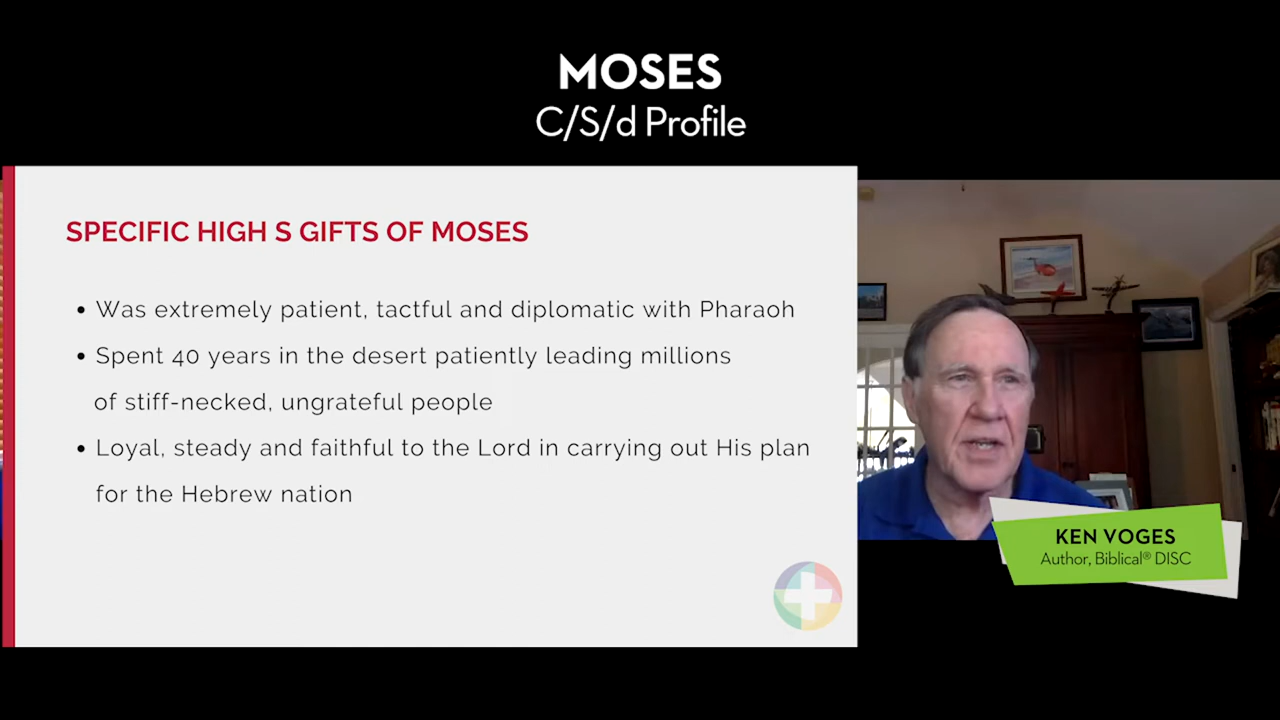 MOSES
C/S/d Profile
SPECIFIC HIGH S GIFTS OF MOSES
• Was extremely patient, tactful and diplomatic with Pharaoh
• Spent 40 years in the desert patiently leading millions
of stiff-necked, ungrateful people
• Loyal, steady and faithful to the Lord in carrying out His plan
for the Hebrew nation
KEN VOGES
Author, Biblical® DISC